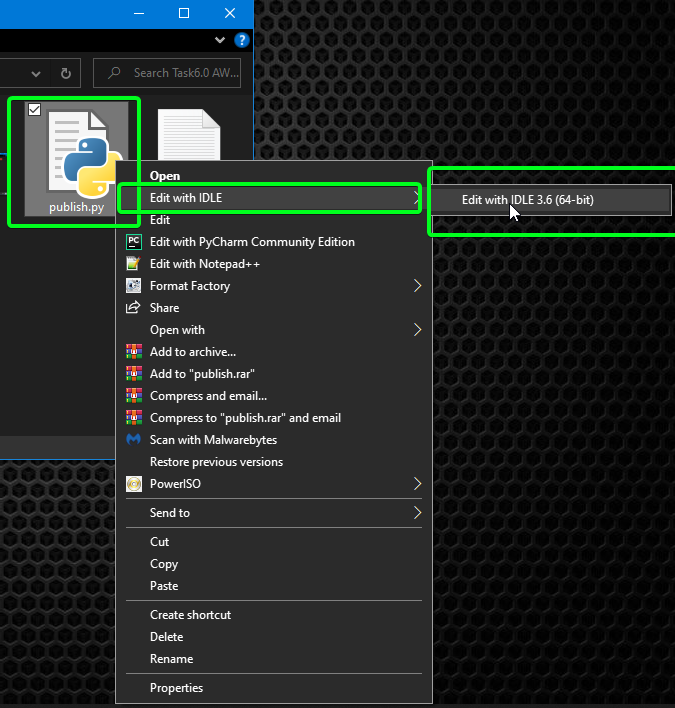 ?
Search Task6.0 AW...
publish.py
Open
Edit with IDLE
Edit with IDLE 3.6 (64-bit)
Edit
PC
Edit with PyCharm Community Edition
Edit with Notepad++
Format Factory
Share
Open with
Add to archive...
Add to "publish.rar"
Compress and email...
Compress to "publish.rar" and email
Scan with Malwarebytes
Restore previous versions
PowerISO
Send to
Cut
Copy
Paste
Create shortcut
Delete
Rename
Properties